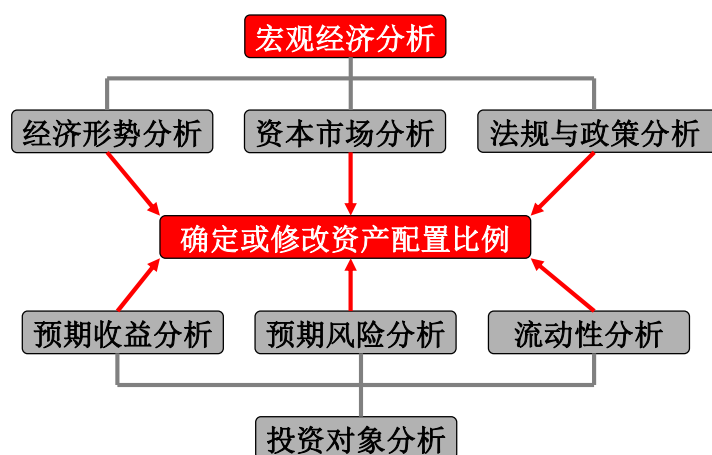 宏观经济分析
经济形势分析
资本市场分析
法规与政策分析
确定或修改资产配置比例
预期收益分析
预期风险分析
流动性分析
投资对象分析